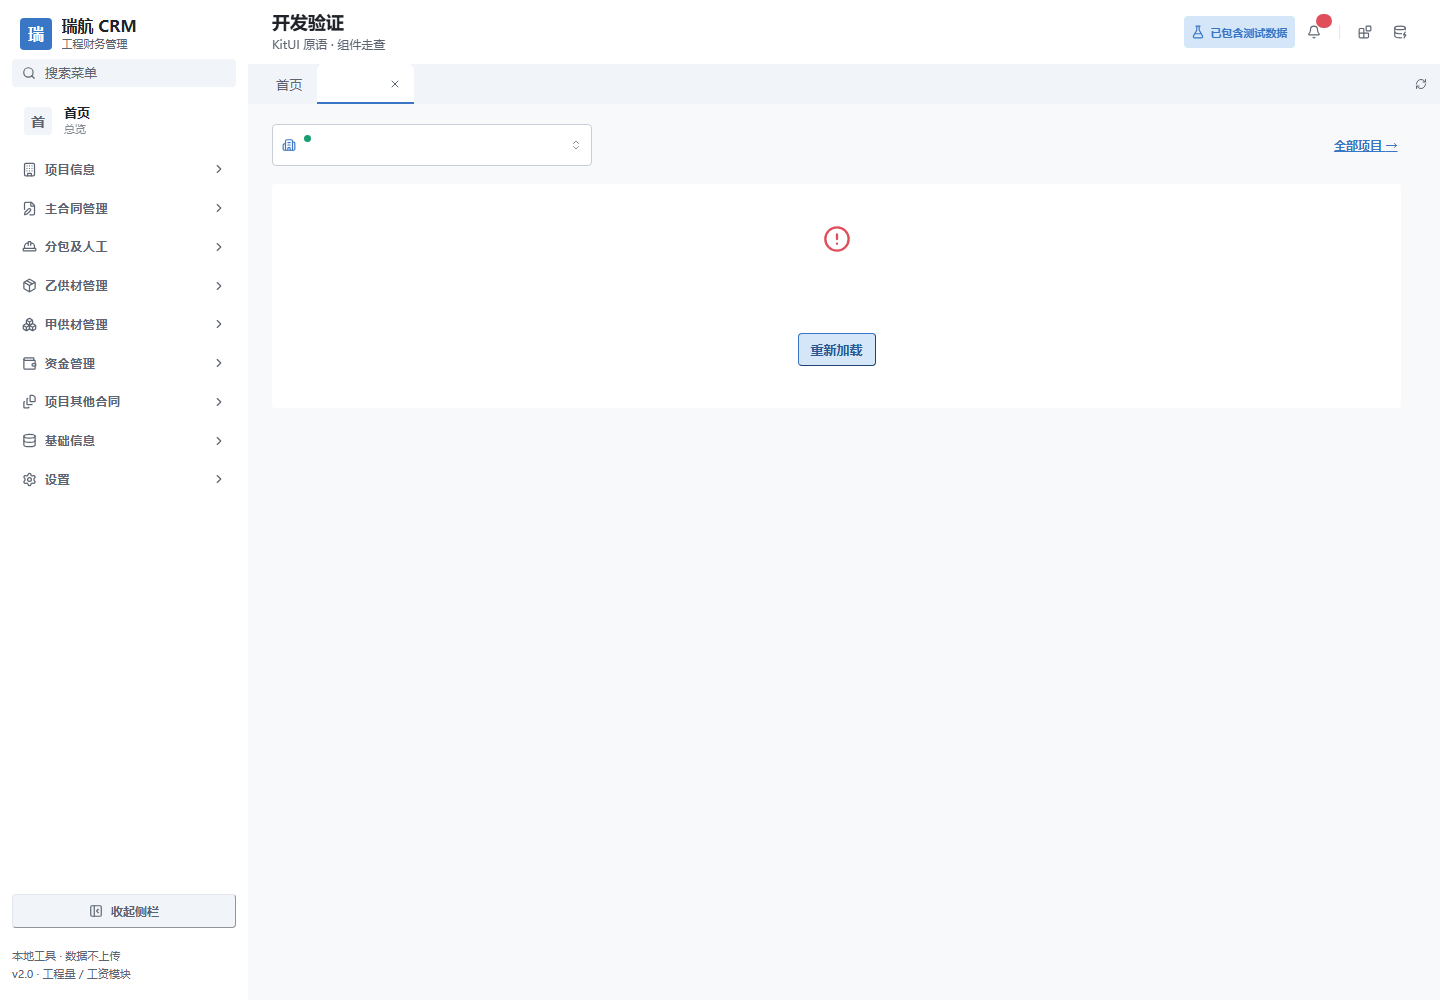 瑞
瑞航 CRM
工程财务管理
搜索菜单
首
首页
总览
项目信息
主合同管理
分包及人工
乙供材管理
甲供材管理
资金管理
项目其他合同
基础信息
设置
收起侧栏
本地工具 · 数据不上传
v2.0 · 工程量 / 工资模块
开发验证
KitUI 原语 · 组件走查
已包含测试数据
首页
全部项目 →
重新加载